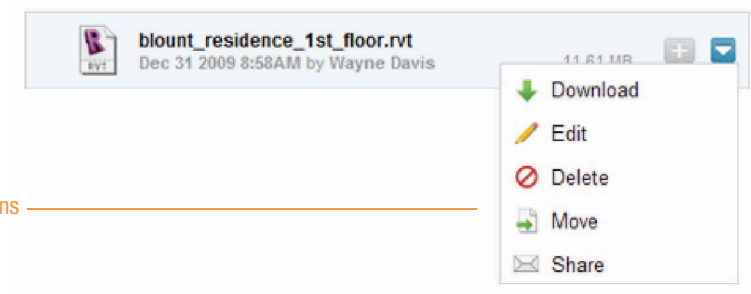 blount_residence_1st_floor.rvt
RVT
Dec 31 2009 8:58AM by Wayne Davis
11.61 MB
Download
Edit
Delete
ns
Move
Share